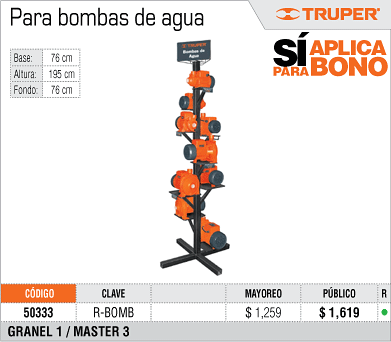 Para bombas de agua
TRUPER
SÍ APLICA
PARA BONO
Base: 76 cm
Altura: 195 cm
Fondo: 76 cm
TRUPER
Bombas de
Agua
CÓDIGO CLAVE MAYOREO PÚBLICO R
50333 R-BOMB $ 1,259 $ 1,619
GRANEL 1 / MASTER 3